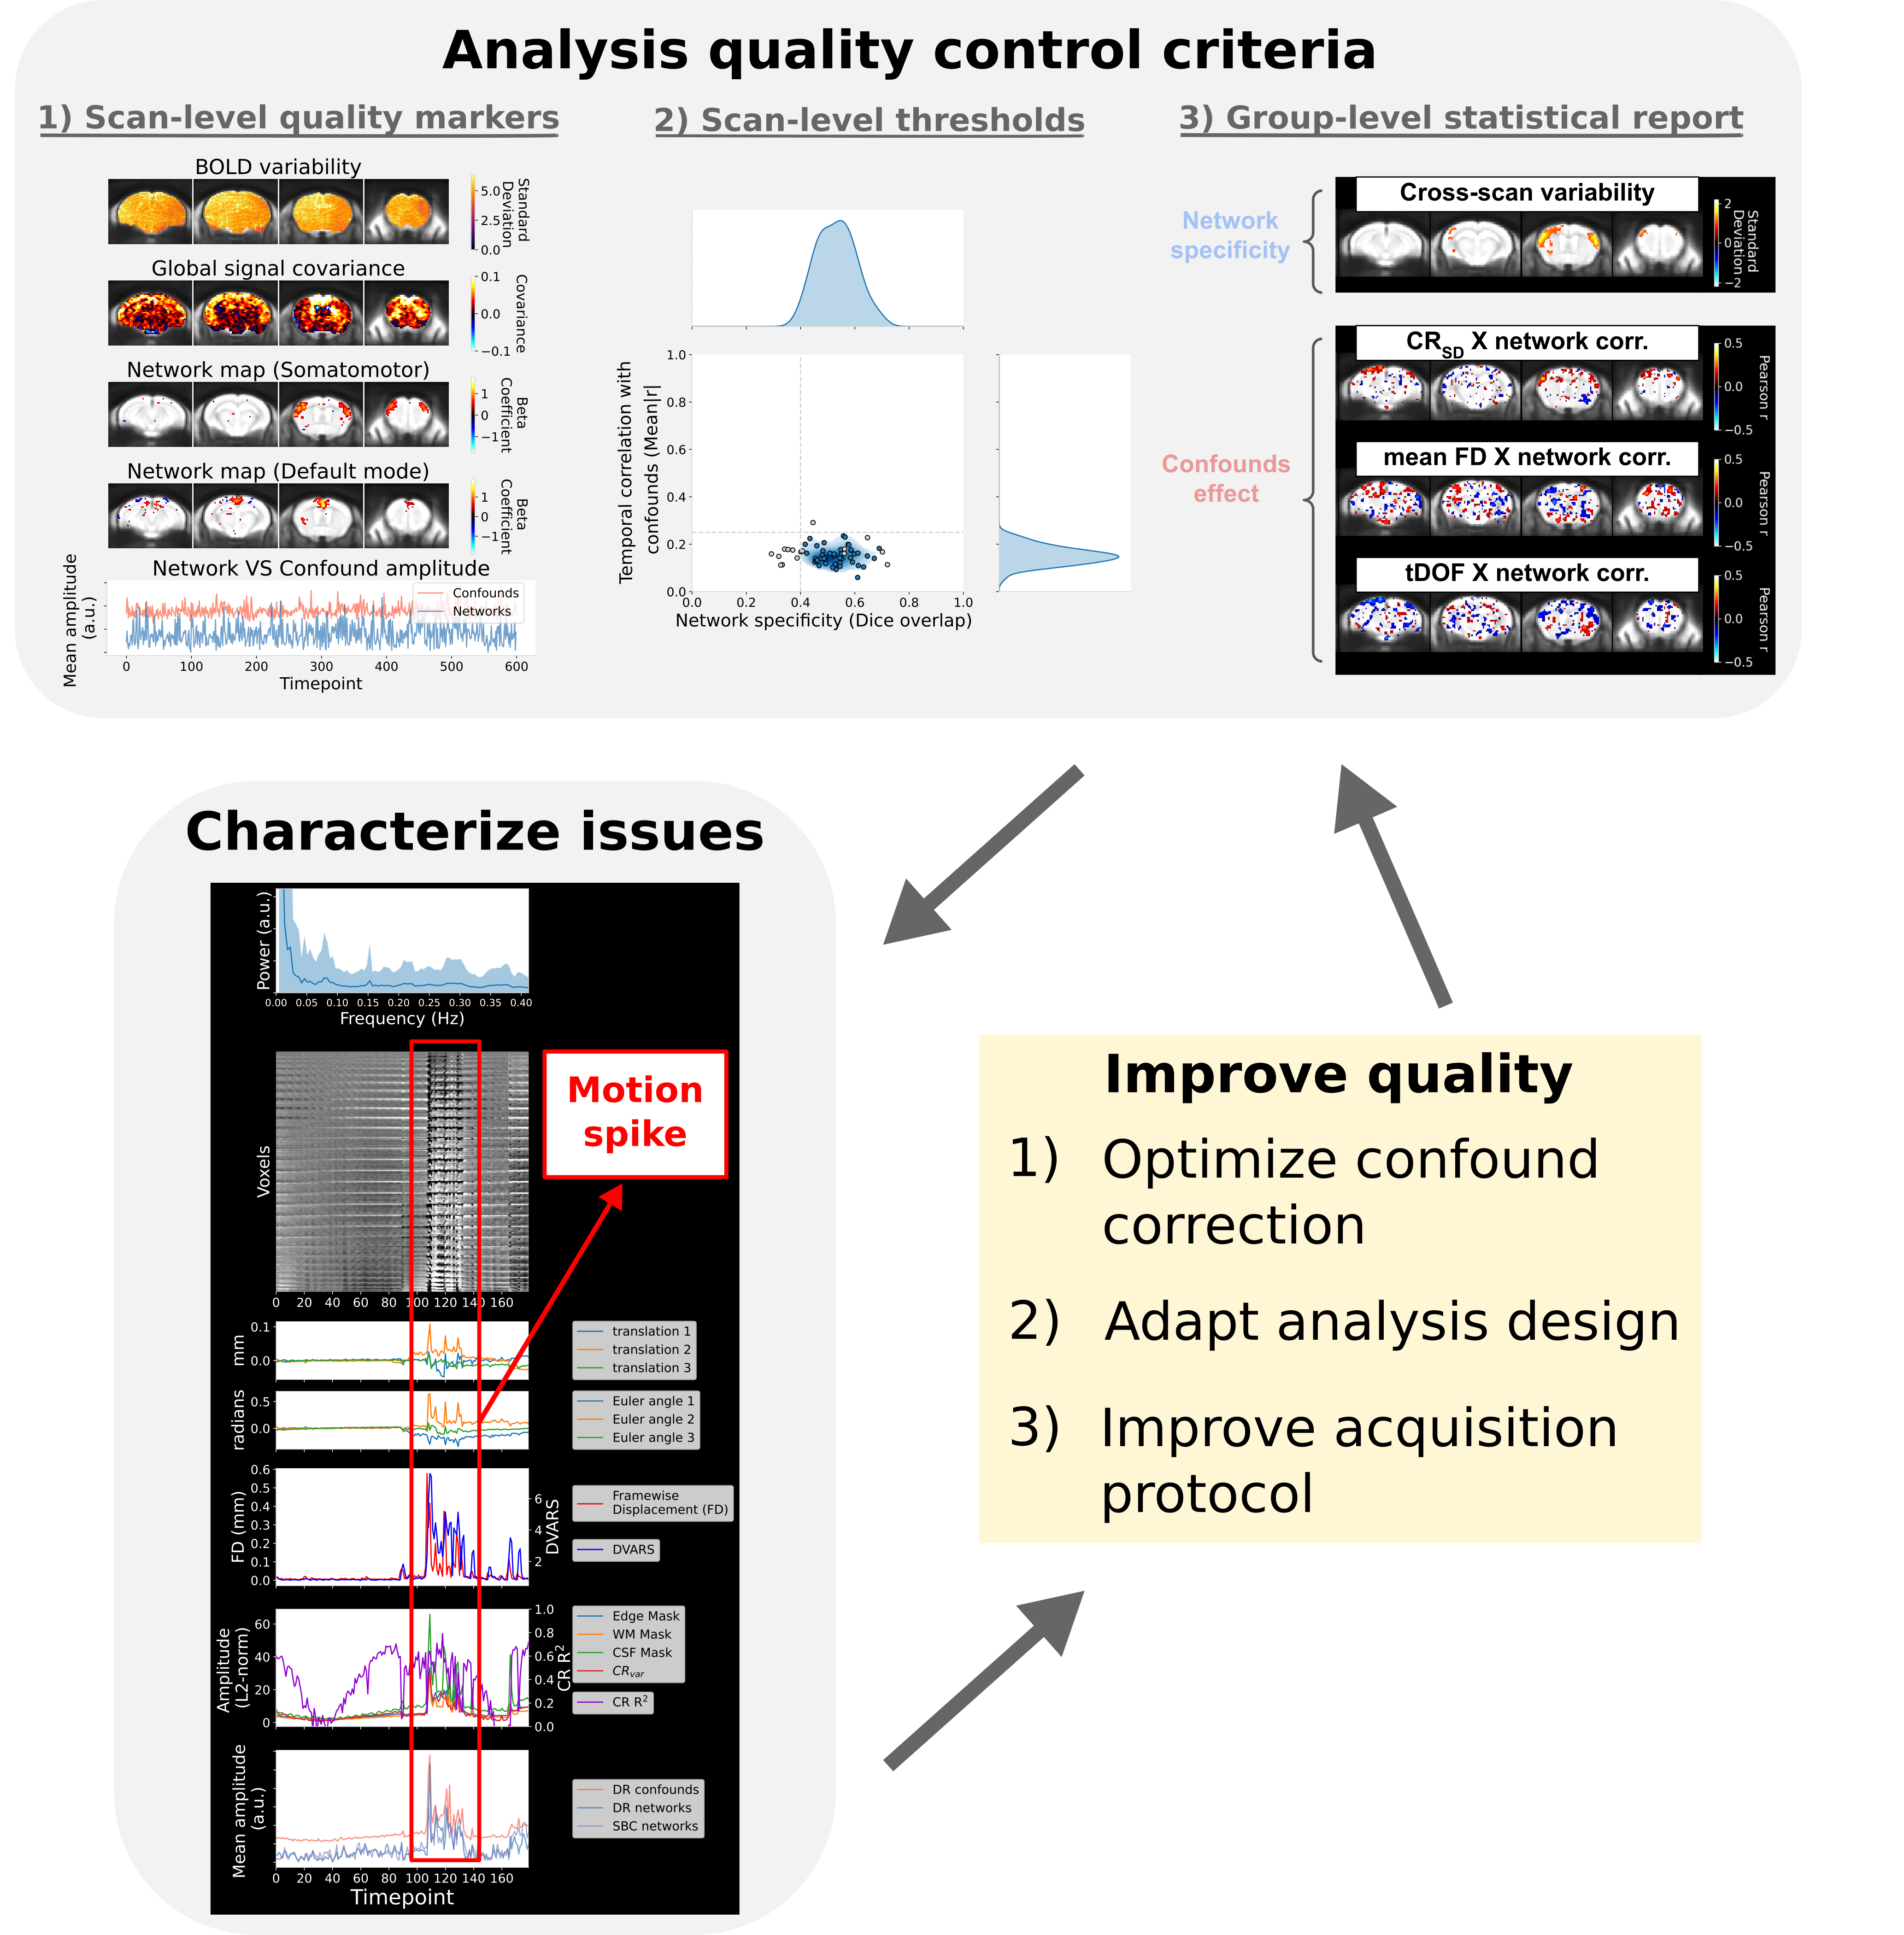 Analysis quality control criteria
1) Scan-level quality markers
BOLD variability
5.0
2.5
0.0
Standard
Deviation
Global signal covariance
0.1
0.0
−0.1
Covariance
Network map (Somatomotor)
1
0
−1
Beta
Coefficient
Network map (Default mode)
1
0
−1
Beta
Coefficient
Network VS Confound amplitude
Mean amplitude
(a.u.)
Confounds
Networks
0 100 200 300 400 500 600
Timepoint
2) Scan-level thresholds
Temporal correlation with
confounds (Mean|r|)
1.0
0.8
0.6
0.4
0.2
0.0
0.0 0.2 0.4 0.6 0.8 1.0
Network specificity (Dice overlap)
3) Group-level statistical report
Network
specificity
Cross-scan variability
2
0
−2
Standard
Deviation
Confounds
effect
CRSD X network corr.
0.5
0.0
−0.5
Pearson r
mean FD X network corr.
0.5
0.0
−0.5
Pearson r
tDOF X network corr.
0.5
0.0
−0.5
Pearson r
Characterize issues
Power (a.u.)
0.00 0.05 0.10 0.15 0.20 0.25 0.30 0.35 0.40
Frequency (Hz)
Voxels
0 20 40 60 80 100 120 140 160
Motion
spike
mm
0.1
0.0
translation 1
translation 2
translation 3
radians
0.5
0.0
Euler angle 1
Euler angle 2
Euler angle 3
FD (mm)
0.6
0.5
0.4
0.3
0.2
0.1
0.0
6
4
2
DVARS
Framewise
Displacement (FD)
DVARS
Amplitude
(L2-norm)
60
40
20
0
1.0
0.8
0.6
0.4
0.2
0.0
CR R2
Edge Mask
WM Mask
CSF Mask
CRvar
CR R2
Mean amplitude
(a.u.)
DR confounds
DR networks
SBC networks
0 20 40 60 80 100 120 140 160
Timepoint
Improve quality
1) Optimize confound
correction
2) Adapt analysis design
3) Improve acquisition
protocol